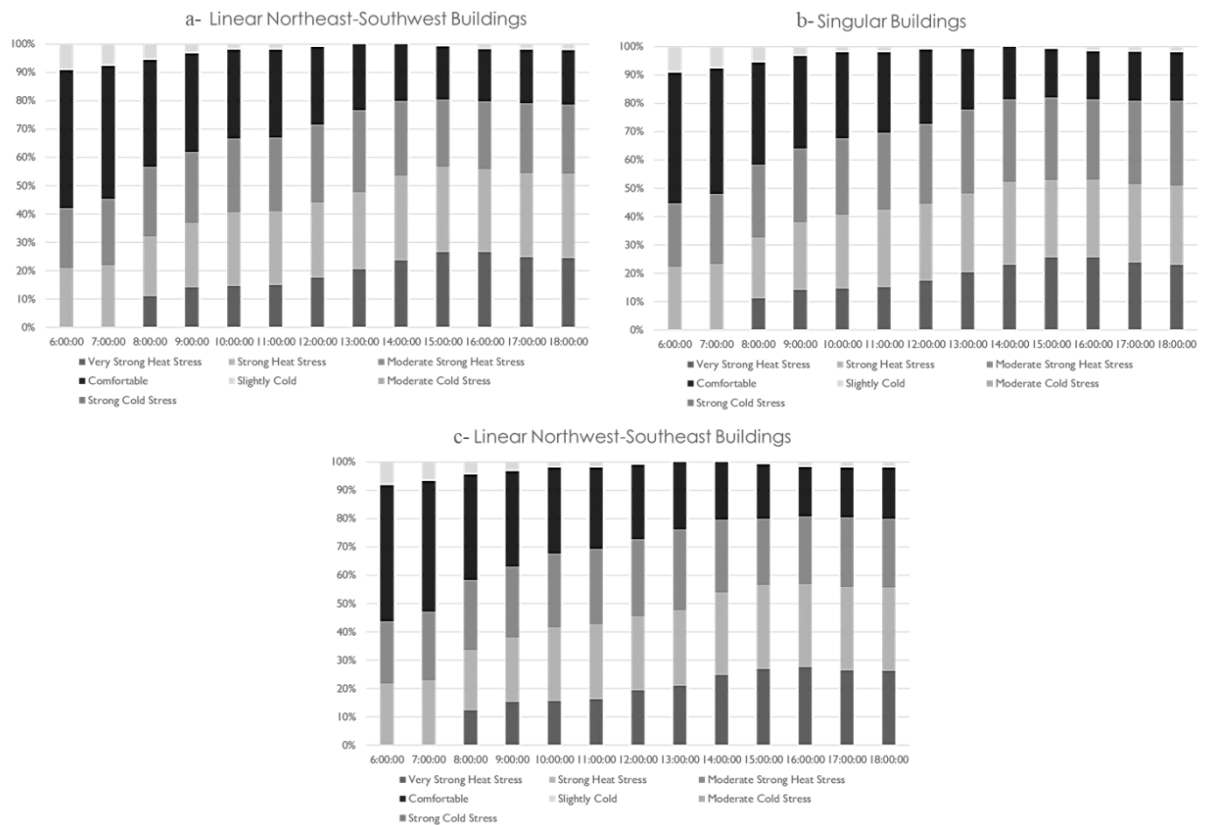 a- Linear Northeast-Southwest Buildings
100%
90%
80%
70%
60%
50%
40%
30%
20%
10%
0%
6:00:00 7:00:00 8:00:00 9:00:00 10:00:00 11:00:00 12:00:00 13:00:00 14:00:00 15:00:00 16:00:00 17:00:00 18:00:00
Very Strong Heat Stress Strong Heat Stress Moderate Strong Heat Stress
Comfortable Slightly Cold Moderate Cold Stress
Strong Cold Stress
b- Singular Buildings
100%
90%
80%
70%
60%
50%
40%
30%
20%
10%
0%
6:00:00 7:00:00 8:00:00 9:00:00 10:00:00 11:00:00 12:00:00 13:00:00 14:00:00 15:00:00 16:00:00 17:00:00 18:00:00
Very Strong Heat Stress Strong Heat Stress Moderate Strong Heat Stress
Comfortable Slightly Cold Moderate Cold Stress
Strong Cold Stress
c- Linear Northwest-Southeast Buildings
100%
90%
80%
70%
60%
50%
40%
30%
20%
10%
0%
6:00:00 7:00:00 8:00:00 9:00:00 10:00:00 11:00:00 12:00:00 13:00:00 14:00:00 15:00:00 16:00:00 17:00:00 18:00:00
Very Strong Heat Stress Strong Heat Stress Moderate Strong Heat Stress
Comfortable Slightly Cold Moderate Cold Stress
Strong Cold Stress